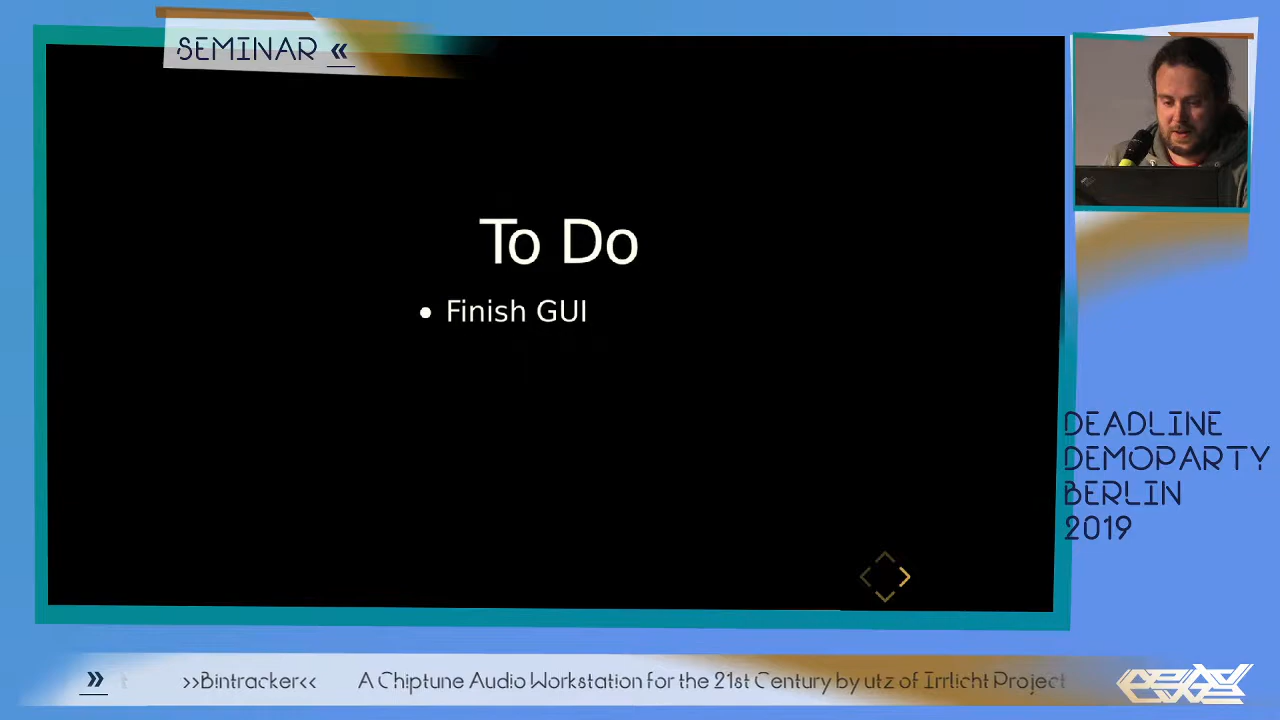 SEMINAR «
To Do
• Finish GUI
DEADLINE
DEMOPARTY
BERLIN
2019
» >>Bintracker<< A Chiptune Audio Workstation for the 21st Century by utz of Irrlicht Project